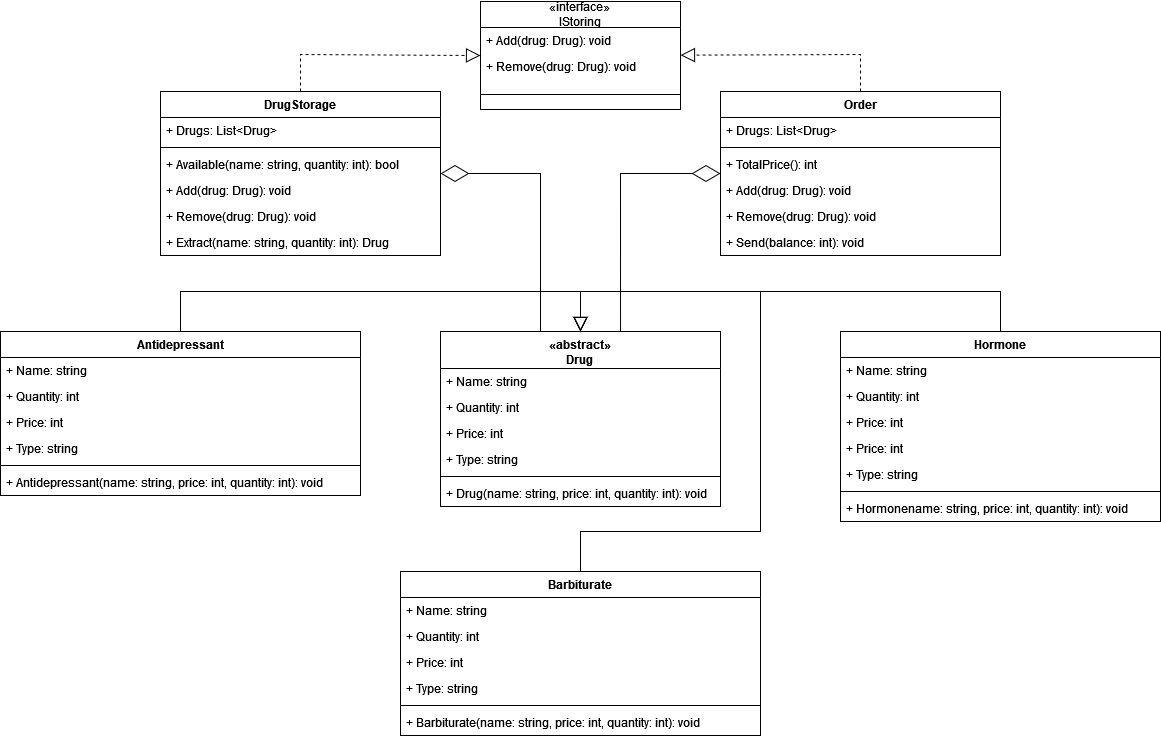 «interface»
IStoring
+ Add(drug: Drug): void
+ Remove(drug: Drug): void
DrugStorage
+ Drugs: List<Drug>
+ Available(name: string, quantity: int): bool
+ Add(drug: Drug): void
+ Remove(drug: Drug): void
+ Extract(name: string, quantity: int): Drug
Order
+ Drugs: List<Drug>
+ TotalPrice(): int
+ Add(drug: Drug): void
+ Remove(drug: Drug): void
+ Send(balance: int): void
Antidepressant
+ Name: string
+ Quantity: int
+ Price: int
+ Type: string
+ Antidepressant(name: string, price: int, quantity: int): void
«abstract»
Drug
+ Name: string
+ Quantity: int
+ Price: int
+ Type: string
+ Drug(name: string, price: int, quantity: int): void
Hormone
+ Name: string
+ Quantity: int
+ Price: int
+ Price: int
+ Type: string
+ Hormonename: string, price: int, quantity: int): void
Barbiturate
+ Name: string
+ Quantity: int
+ Price: int
+ Type: string
+ Barbiturate(name: string, price: int, quantity: int): void